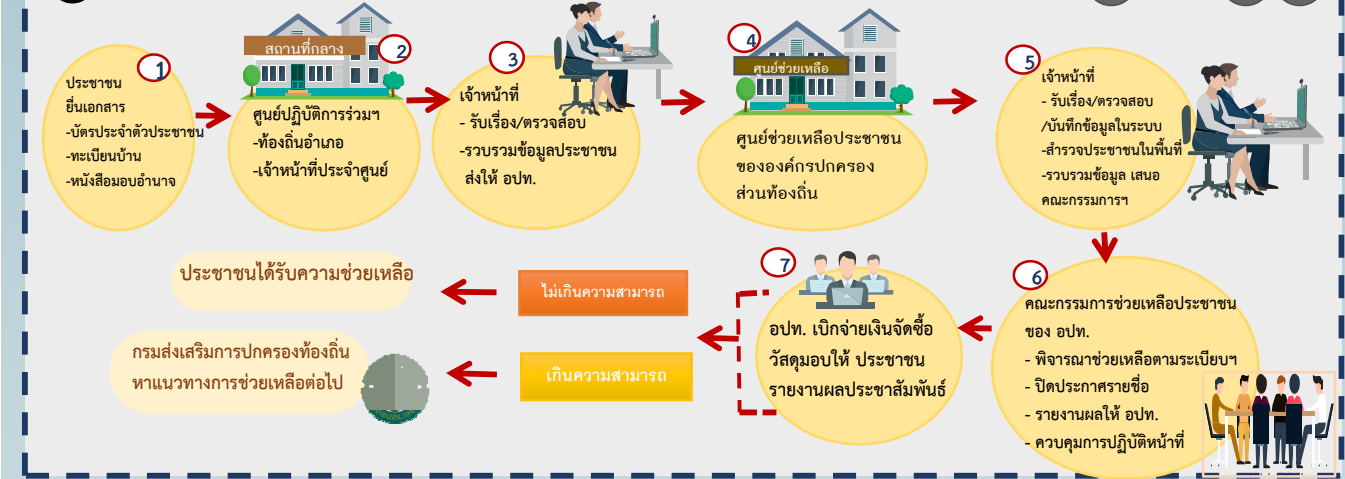 1
ประชาชน
ยื่นเอกสาร
-บัตรประจำตัวประชาชน
-ทะเบียนบ้าน
-หนังสือมอบอำนาจ
สถานที่กลาง
2
ศูนย์ปฏิบัติการร่วมฯ
-ท้องถิ่นอำเภอ
-เจ้าหน้าที่ประจำศูนย์
3
เจ้าหน้าที่
- รับเรื่อง/ตรวจสอบ
-รวบรวมข้อมูลประชาชน
ส่งให้ อปท.
4
ศูนย์ช่วยเหลือ
ศูนย์ช่วยเหลือประชาชน
ขององค์กรปกครอง
ส่วนท้องถิ่น
5
เจ้าหน้าที่
- รับเรื่อง/ตรวจสอบ
/บันทึกข้อมูลในระบบ
-สำรวจประชาชนในพื้นที่
-รวบรวมข้อมูล เสนอ
คณะกรรมการฯ
6
คณะกรรมการช่วยเหลือประชาชน
ของ อปท.
- พิจารณาช่วยเหลือตามระเบียบฯ
- ปิดประกาศรายชื่อ
- รายงานผลให้ อปท.
- ควบคุมการปฏิบัติหน้าที่
7
อปท. เบิกจ่ายเงินจัดซื้อ
วัสดุมอบให้ ประชาชน
รายงานผลประชาสัมพันธ์
ไม่เกินความสามารถ
ประชาชนได้รับความช่วยเหลือ
เกินความสามารถ
กรมส่งเสริมการปกครองท้องถิ่น
หาแนวทางการช่วยเหลือต่อไป